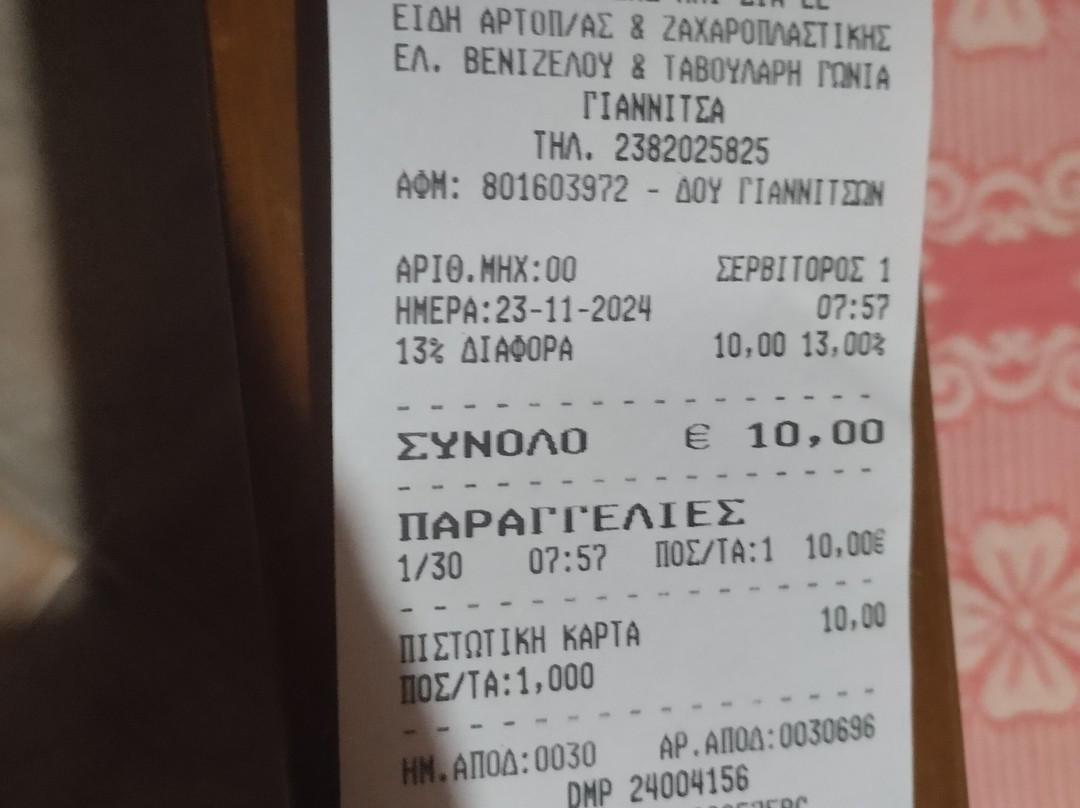 ΕΙΔΗ ΑΡΤΟΠ/ΑΣ & ΖΑΧΑΡΟΠΛΑΣΤΙΚΗΣ
ΕΛ. ΒΕΝΙΖΕΛΟΥ & ΤΑΒΟΥΛΑΡΗ ΓΩΝΙΑ
ΓΙΑΝΝΙΤΣΑ
ΤΗΛ. 2382025825
ΑΦΜ: 801603972 - ΔΟΥ ΓΙΑΝΝΙΤΣΩΝ
ΑΡΙΘ.ΜΗΧ:00 ΣΕΡΒΙΤΟΡΟΣ 1
ΗΜΕΡΑ:23-11-2024 07:57
13% ΔΙΑΦΟΡΑ 10,00 13,00%
ΣΥΝΟΛΟ € 10,00
ΠΑΡΑΓΓΕΛΙΕΣ
1/30 07:57 ΠΟΣ/ΤΑ:1 10,00€
ΠΙΣΤΩΤΙΚΗ ΚΑΡΤΑ 10,00
ΠΟΣ/ΤΑ:1,000
ΗΜ.ΑΠΟΔ:0030 ΑΡ.ΑΠΟΔ:0030696
DMP 24004156